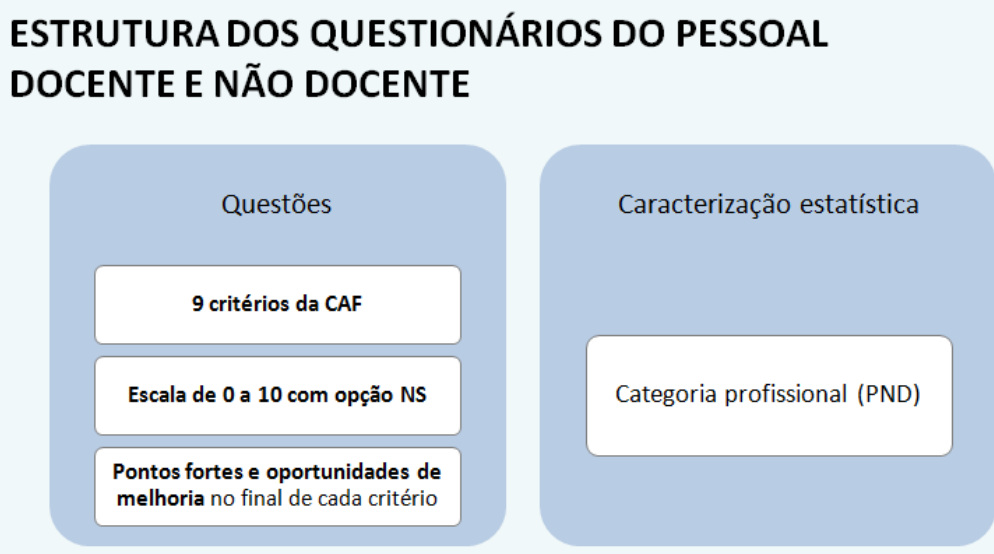 ESTRUTURA DOS QUESTIONÁRIOS DO PESSOAL
DOCENTE E NÃO DOCENTE
Questões
9 critérios da CAF
Escala de 0 a 10 com opção NS
Pontos fortes e oportunidades de
melhoria no final de cada critério
Caracterização estatística
Categoria profissional (PND)